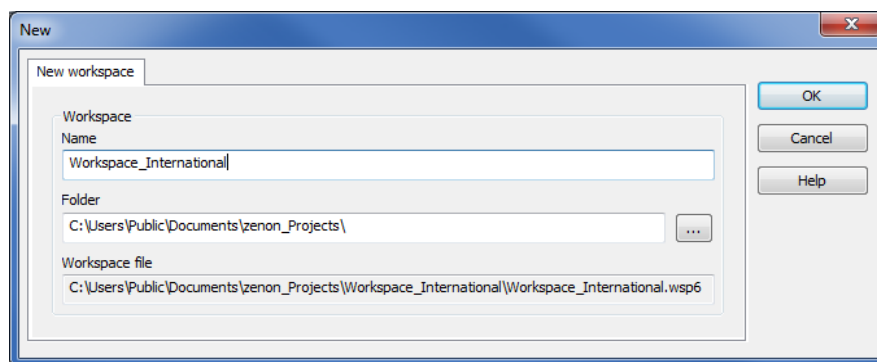 New
New workspace
Workspace
Name
Workspace_International
Folder
C:\Users\Public\Documents\zenon_Projects\
...
Workspace file
C:\Users\Public\Documents\zenon_Projects\Workspace_International\Workspace_International.wsp6
OK
Cancel
Help